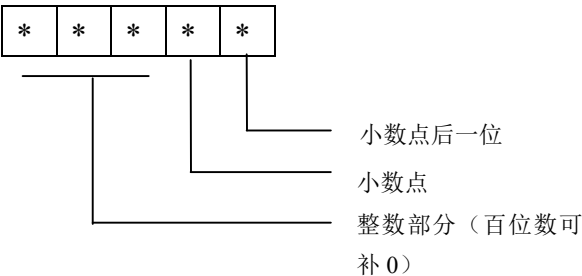 * * * * *
小数点后一位
小数点
整数部分（百位数可
补 0）